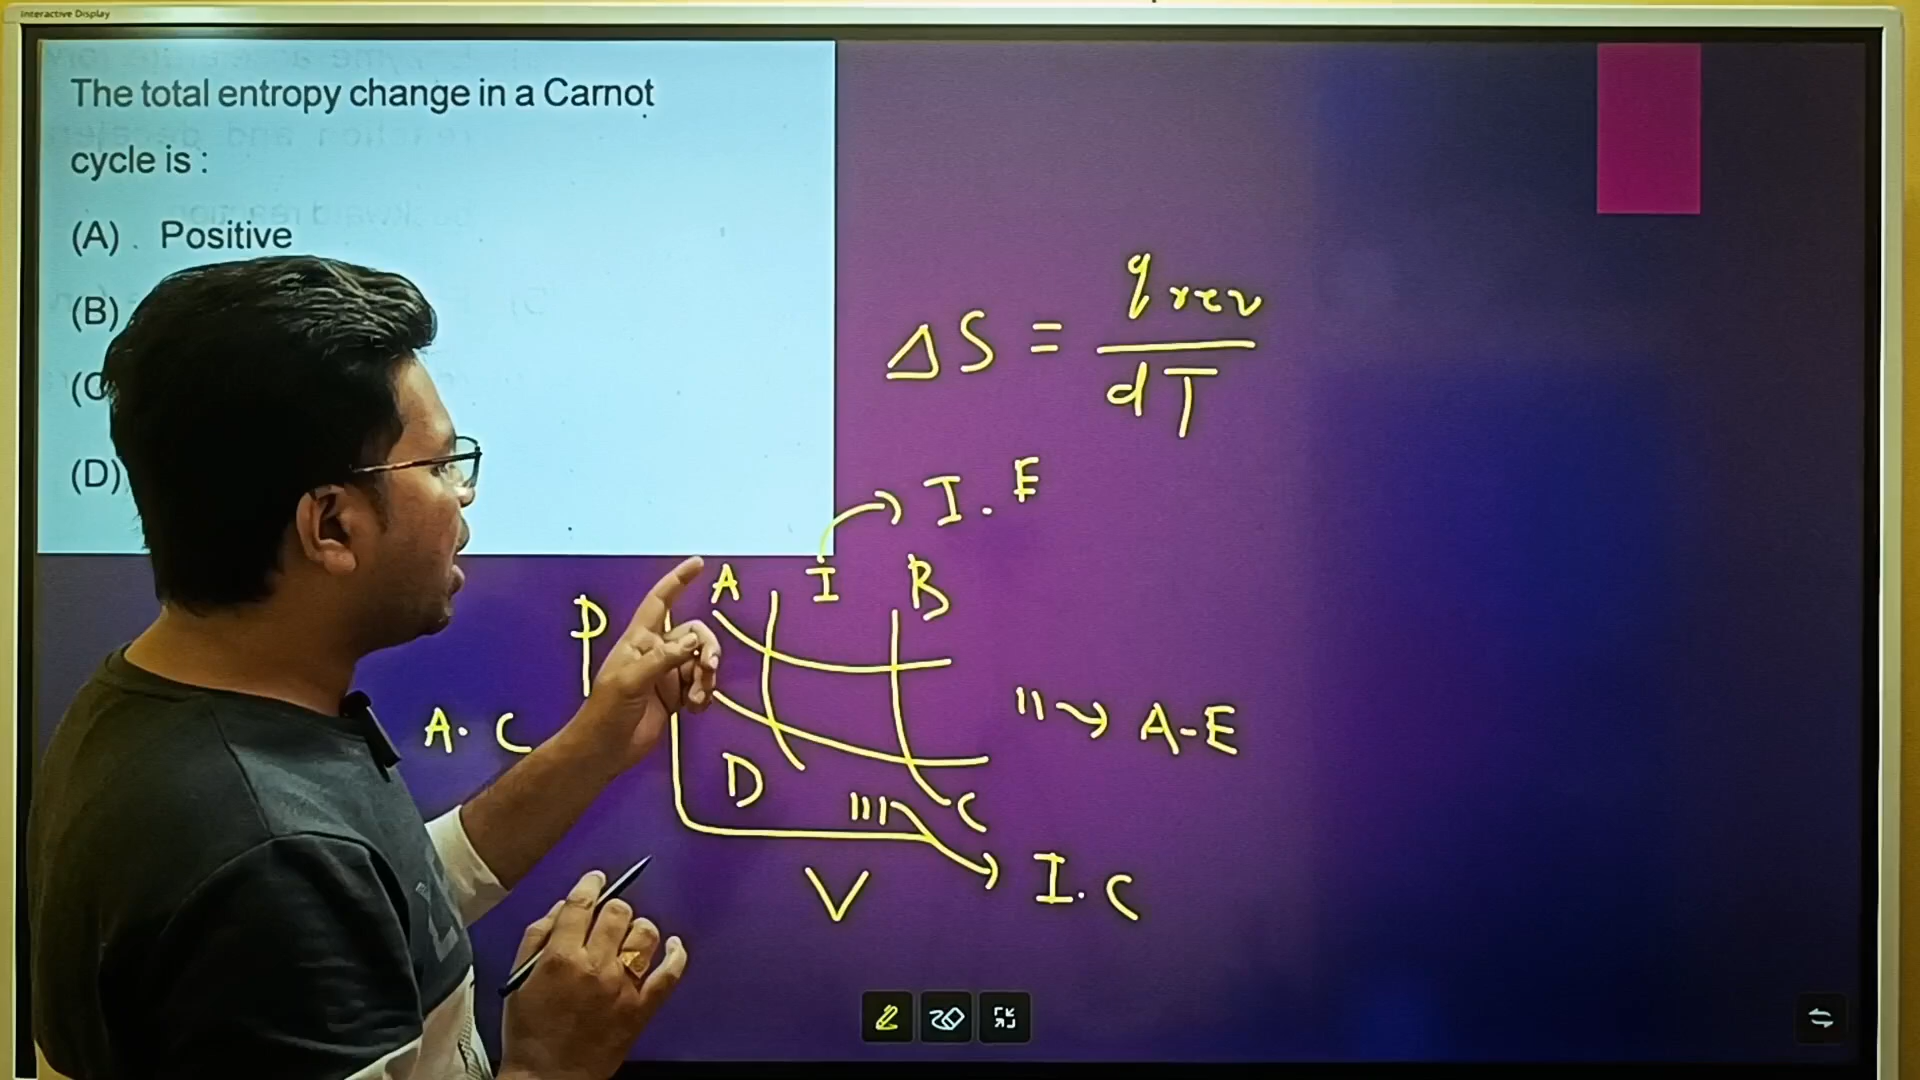 Interactive Display
The total entropy change in a Carnot
cycle is :
(A) Positive
(B)
(C
(D)
ΔS = qrev / dT
I. E
A I B
P
A. C
II → A-E
D
III C
V
I. C